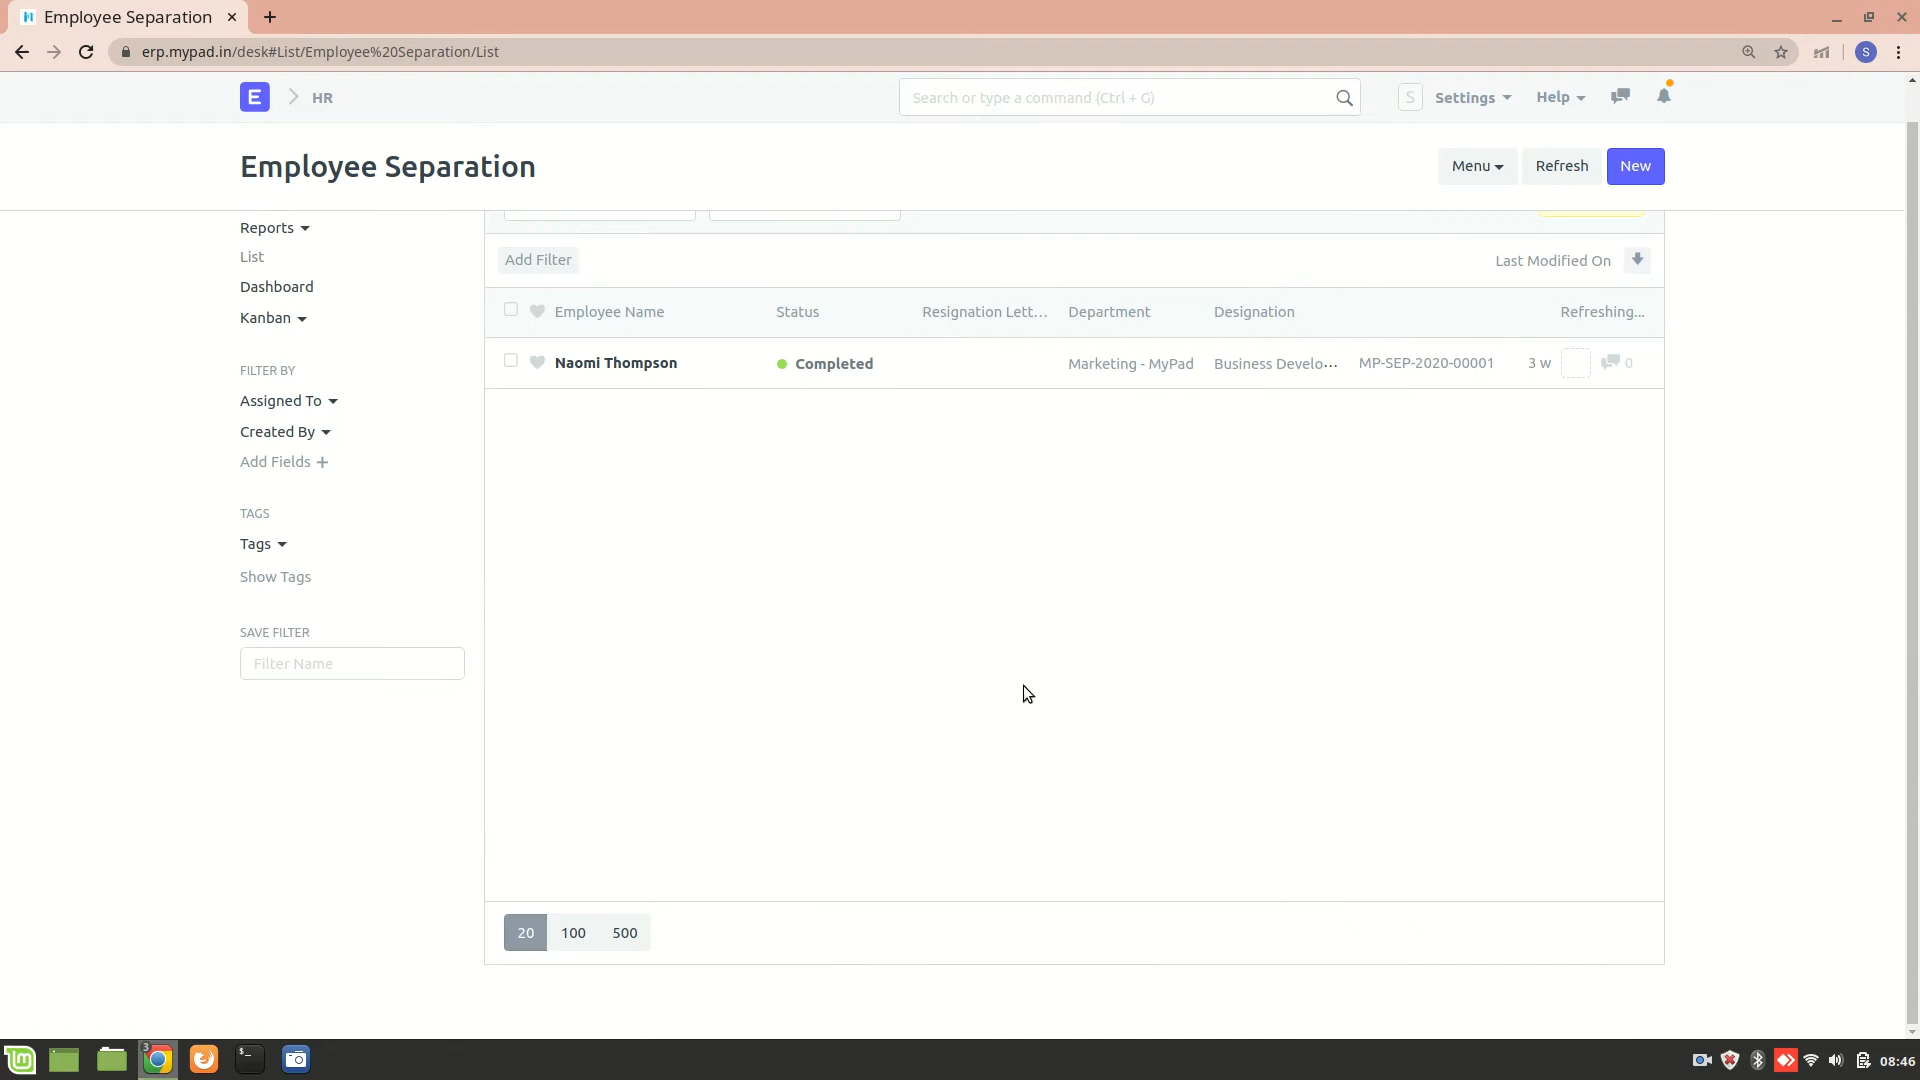 Employee Separation
erp.mypad.in/desk#List/Employee%20Separation/List
S
E
HR
Search or type a command (Ctrl + G)
S
Settings
Help
Employee Separation
Menu
Refresh
New
Reports
List
Dashboard
Kanban
FILTER BY
Assigned To
Created By
Add Fields
TAGS
Tags
Show Tags
SAVE FILTER
Filter Name
Add Filter
Last Modified On
Employee Name Status Resignation Lett... Department Designation Refreshing...
Naomi Thompson Completed Marketing - MyPad Business Develo... MP-SEP-2020-00001 3 w 0
20 100 500
3
08:46